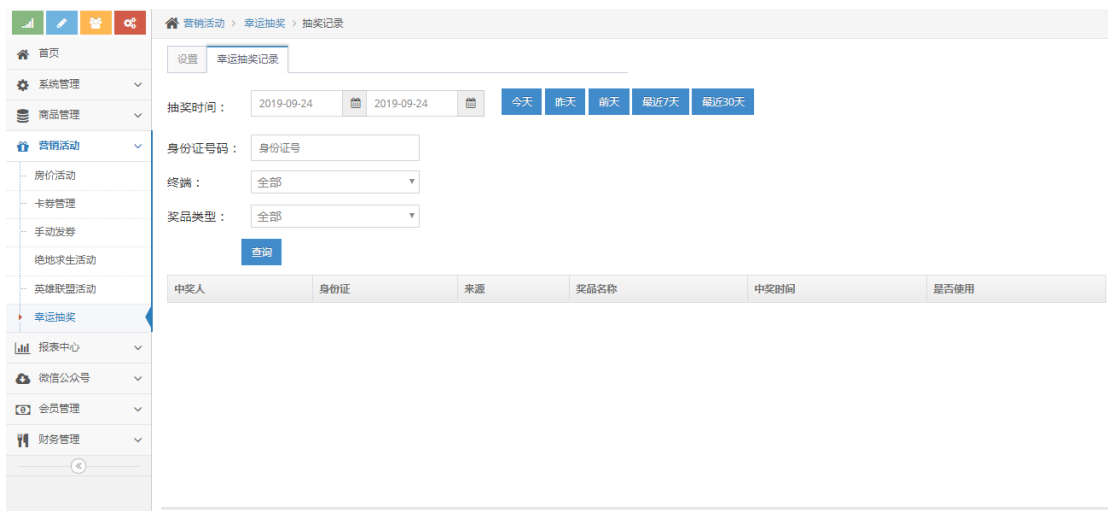 营销活动 > 幸运抽奖 > 抽奖记录
首页
系统管理
商品管理
营销活动
房价活动
卡券管理
手动发券
绝地求生活动
英雄联盟活动
幸运抽奖
报表中心
微信公众号
会员管理
财务管理
设置 幸运抽奖记录
抽奖时间： 2019-09-24 2019-09-24 今天 昨天 前天 最近7天 最近30天
身份证号码： 身份证号
终端： 全部
奖品类型： 全部
查询
中奖人 身份证 来源 奖品名称 中奖时间 是否使用